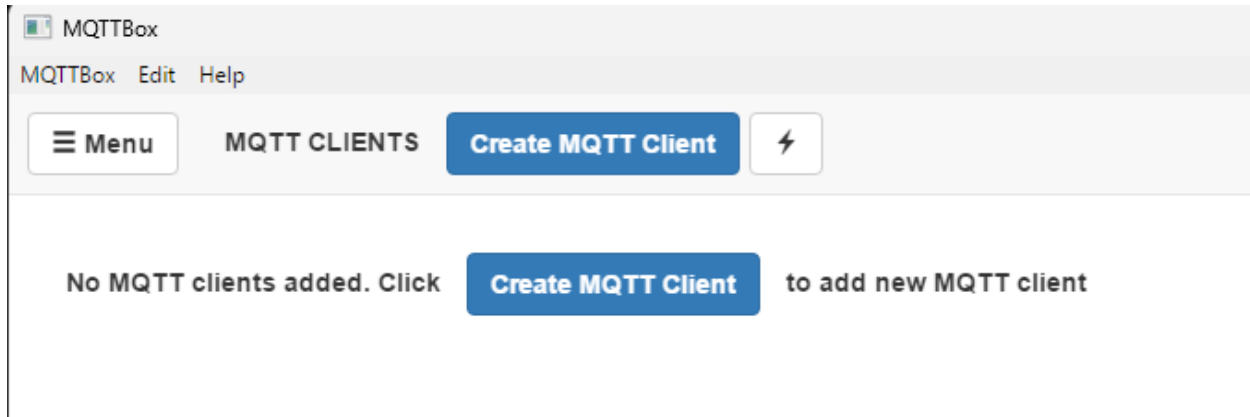 MQTTBox
MQTTBox Edit Help
Menu MQTT CLIENTS Create MQTT Client
No MQTT clients added. Click Create MQTT Client to add new MQTT client